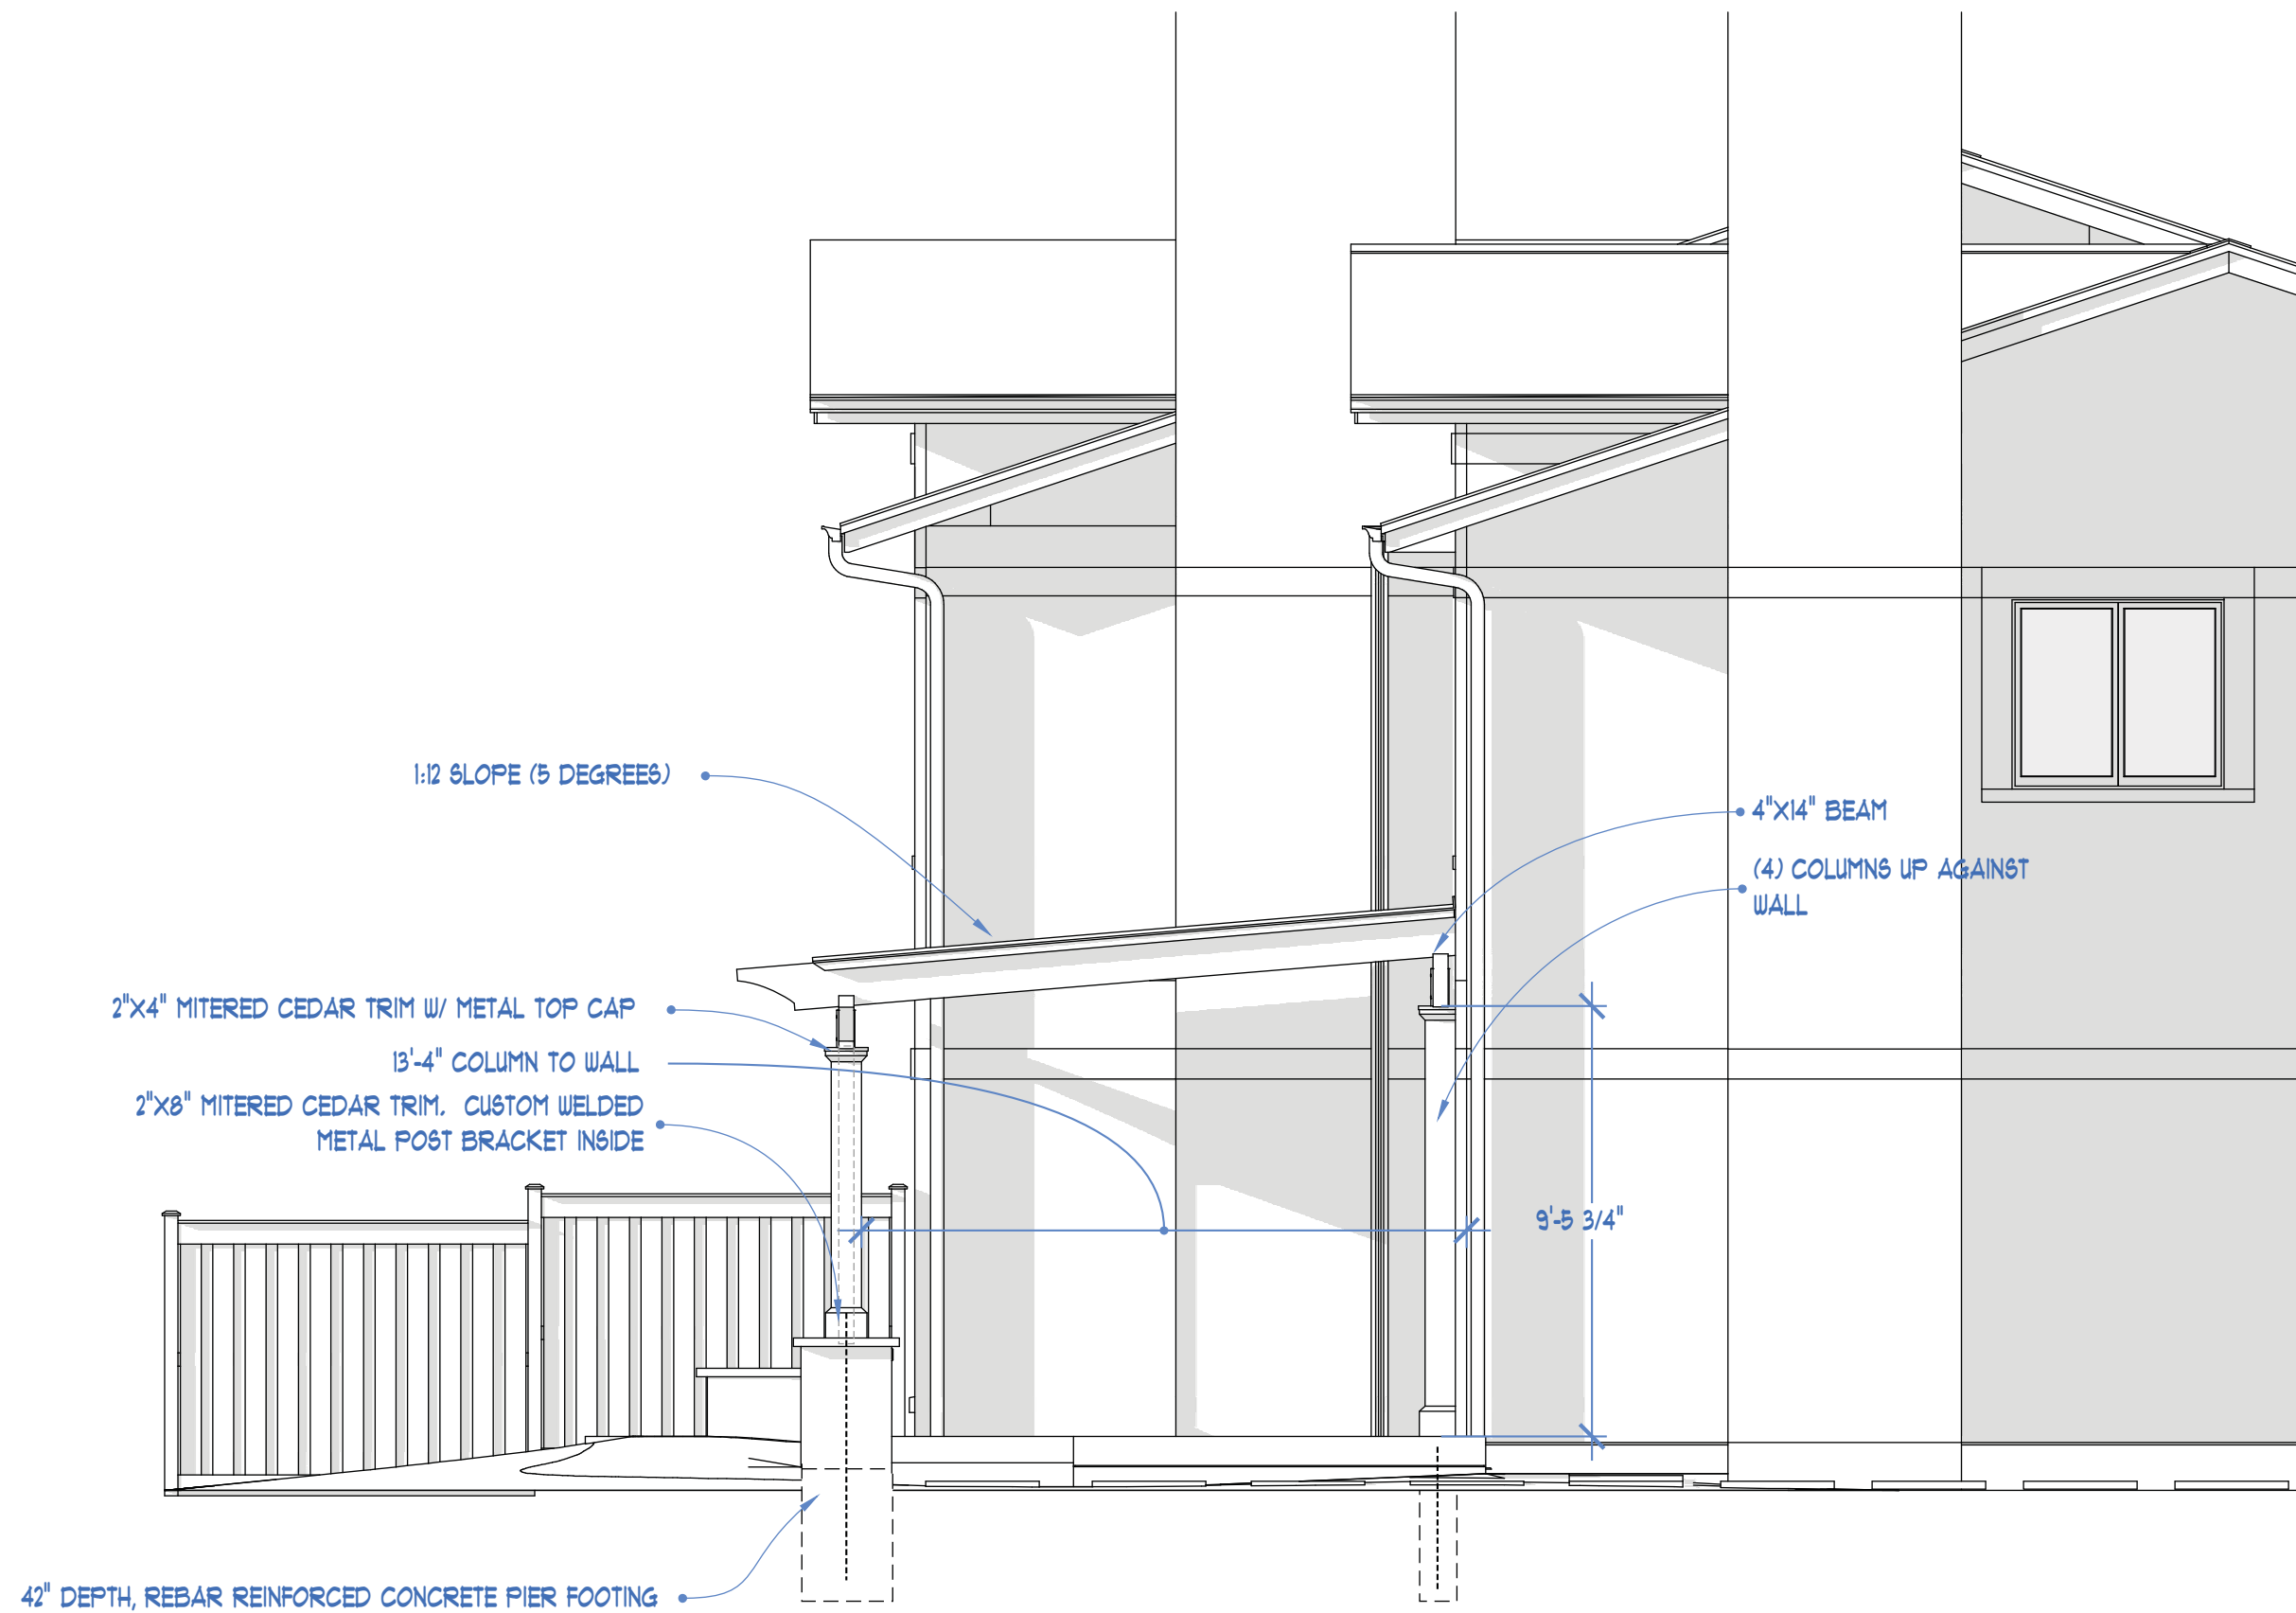 1:12 SLOPE (5 DEGREES)
4"X14" BEAM
(4) COLUMNS UP AGAINST
WALL
2"X4" MITERED CEDAR TRIM W/ METAL TOP CAP
13'-4" COLUMN TO WALL
2"X8" MITERED CEDAR TRIM.  CUSTOM WELDED
METAL POST BRACKET INSIDE
9'-5 3/4"
42" DEPTH, REBAR REINFORCED CONCRETE PIER FOOTING